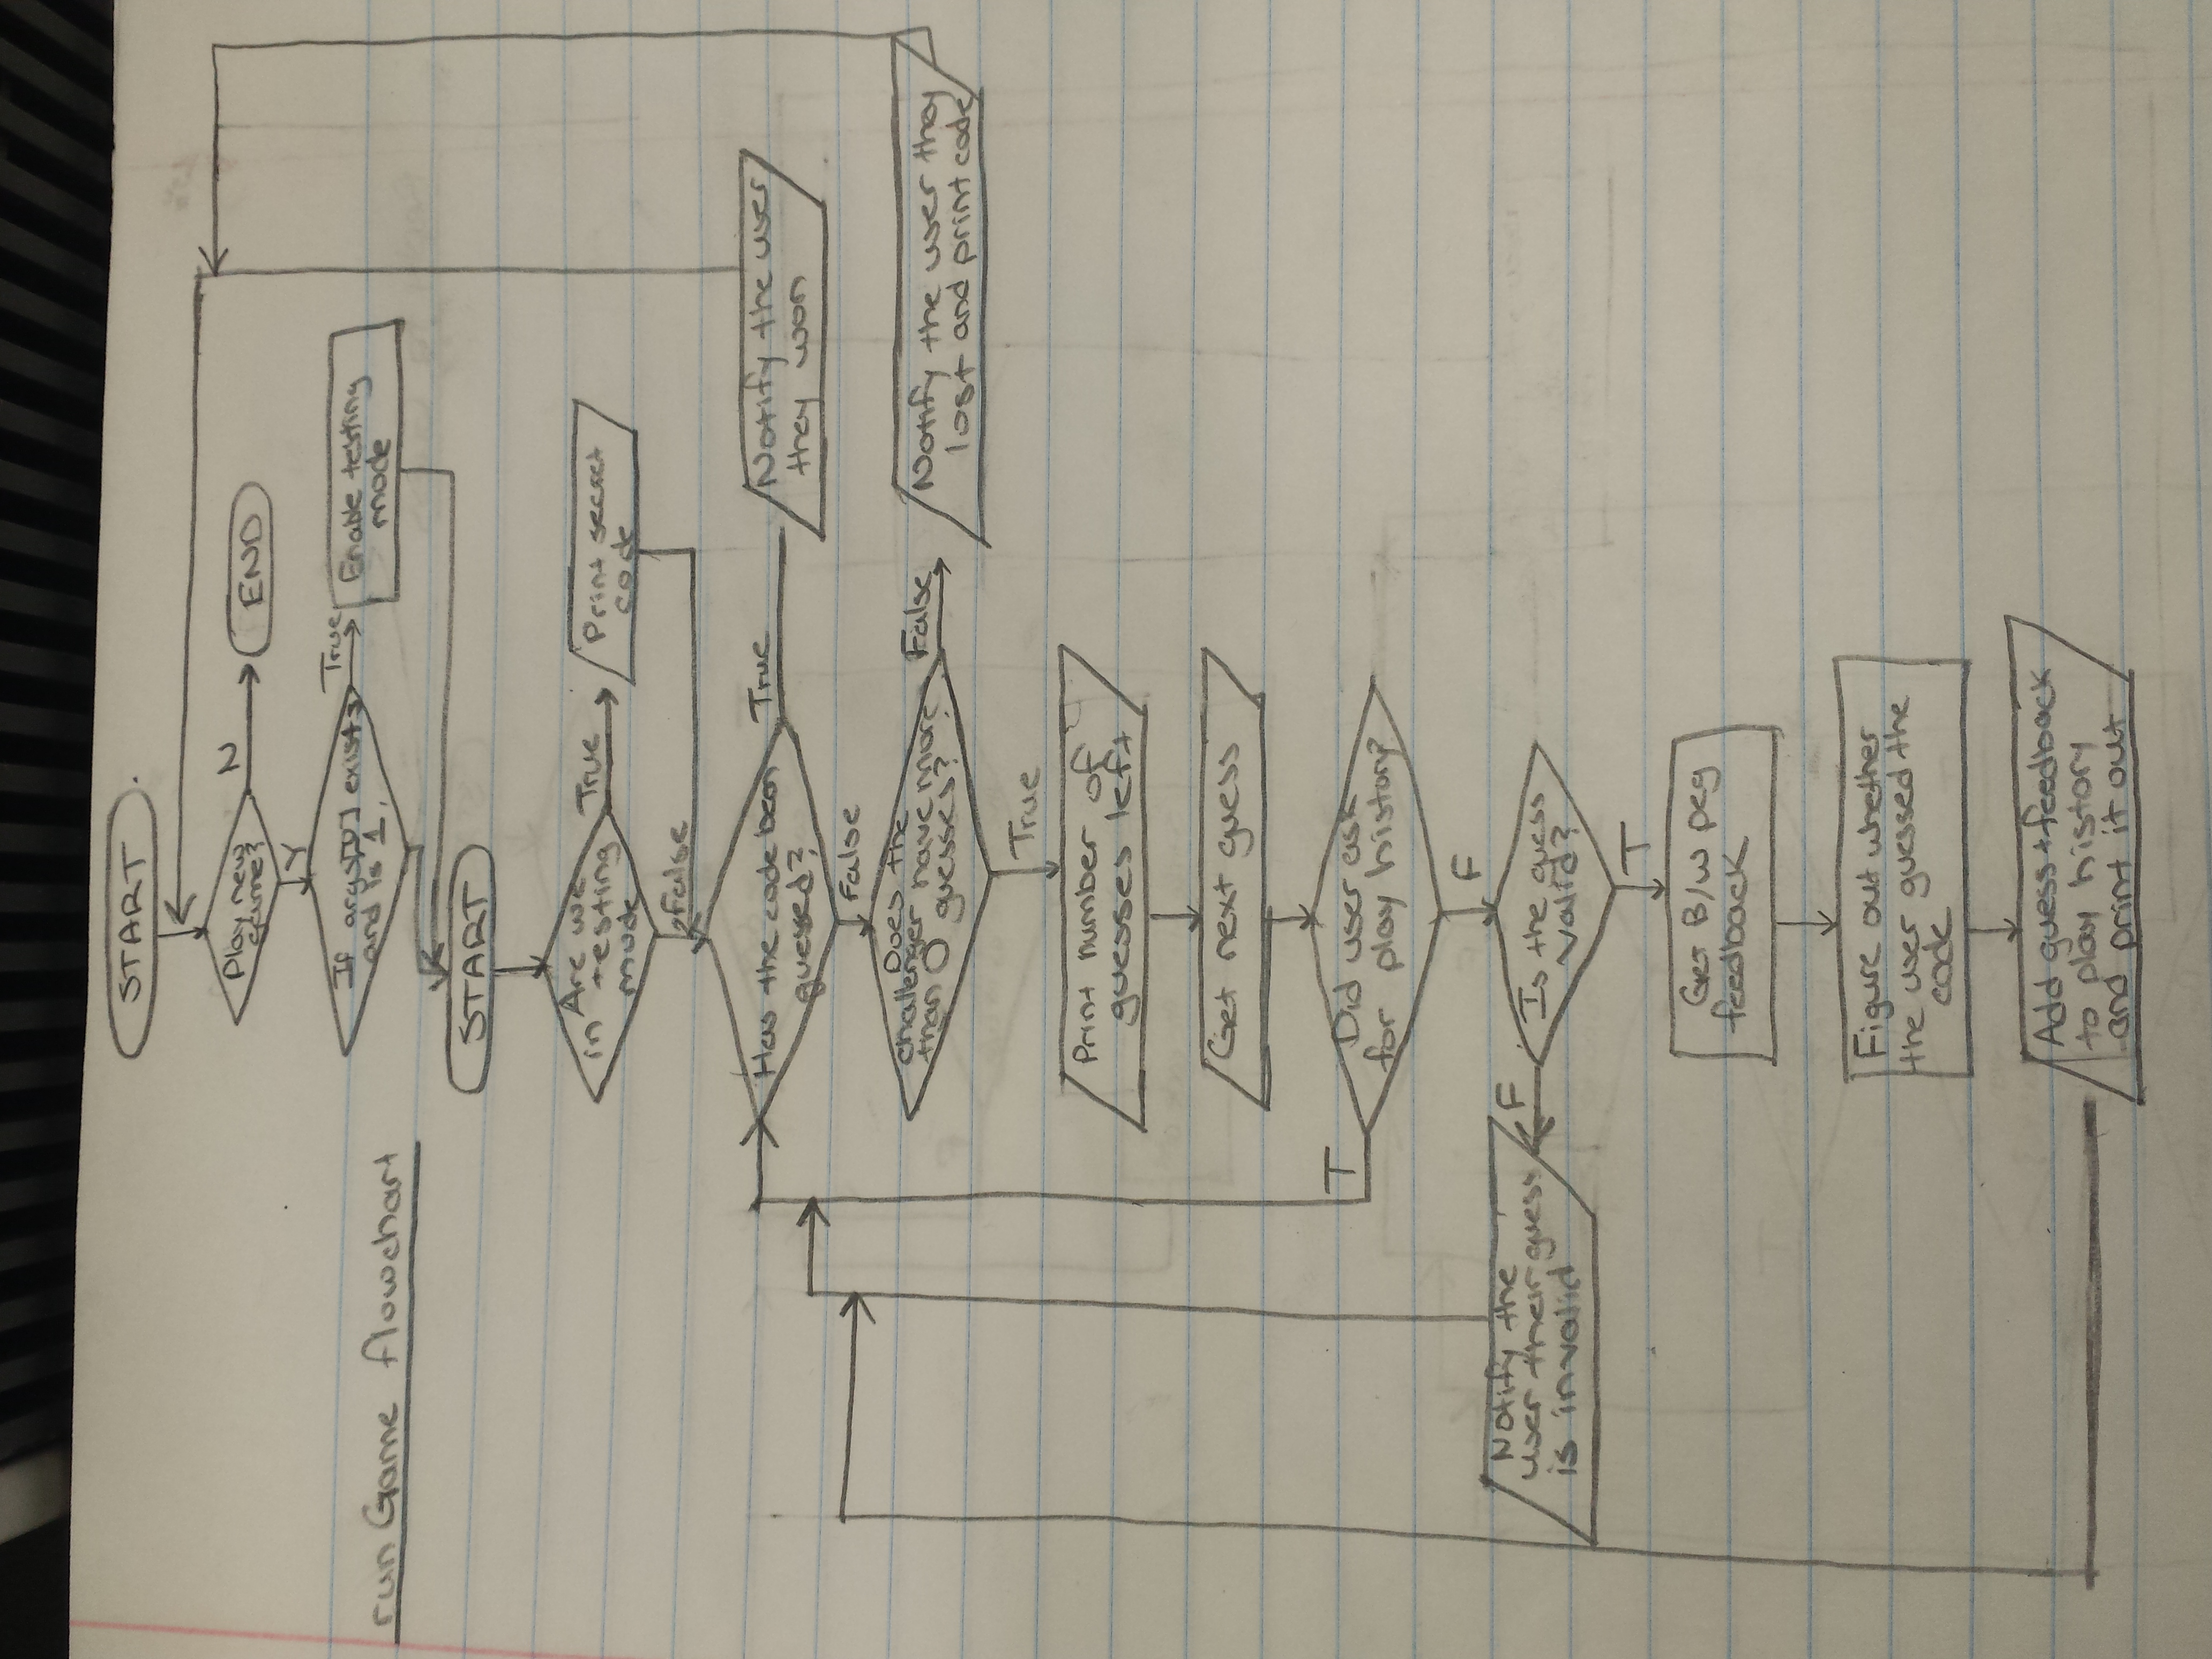 START
Play new
game?
N
END
Y
If argv[0] exists
and is 1
True
Enable testing
mode
run Game flowchart
START
Are we
in testing
mode
True
Print secret
code
False
Has the code been
guessed?
True
Notify the user
they won
False
Does the
challenger have more
than 0 guesses?
False
Notify the user they
lost and print code
True
Print number of
guesses left
Get next guess
Did user ask
for play history?
T
F
Is the guess
valid?
F
Notify the
user their guess
is invalid
T
Get B/W peg
feedback
Figure out whether
the user guessed the
code
Add guess+feedback
to play history
and print it out